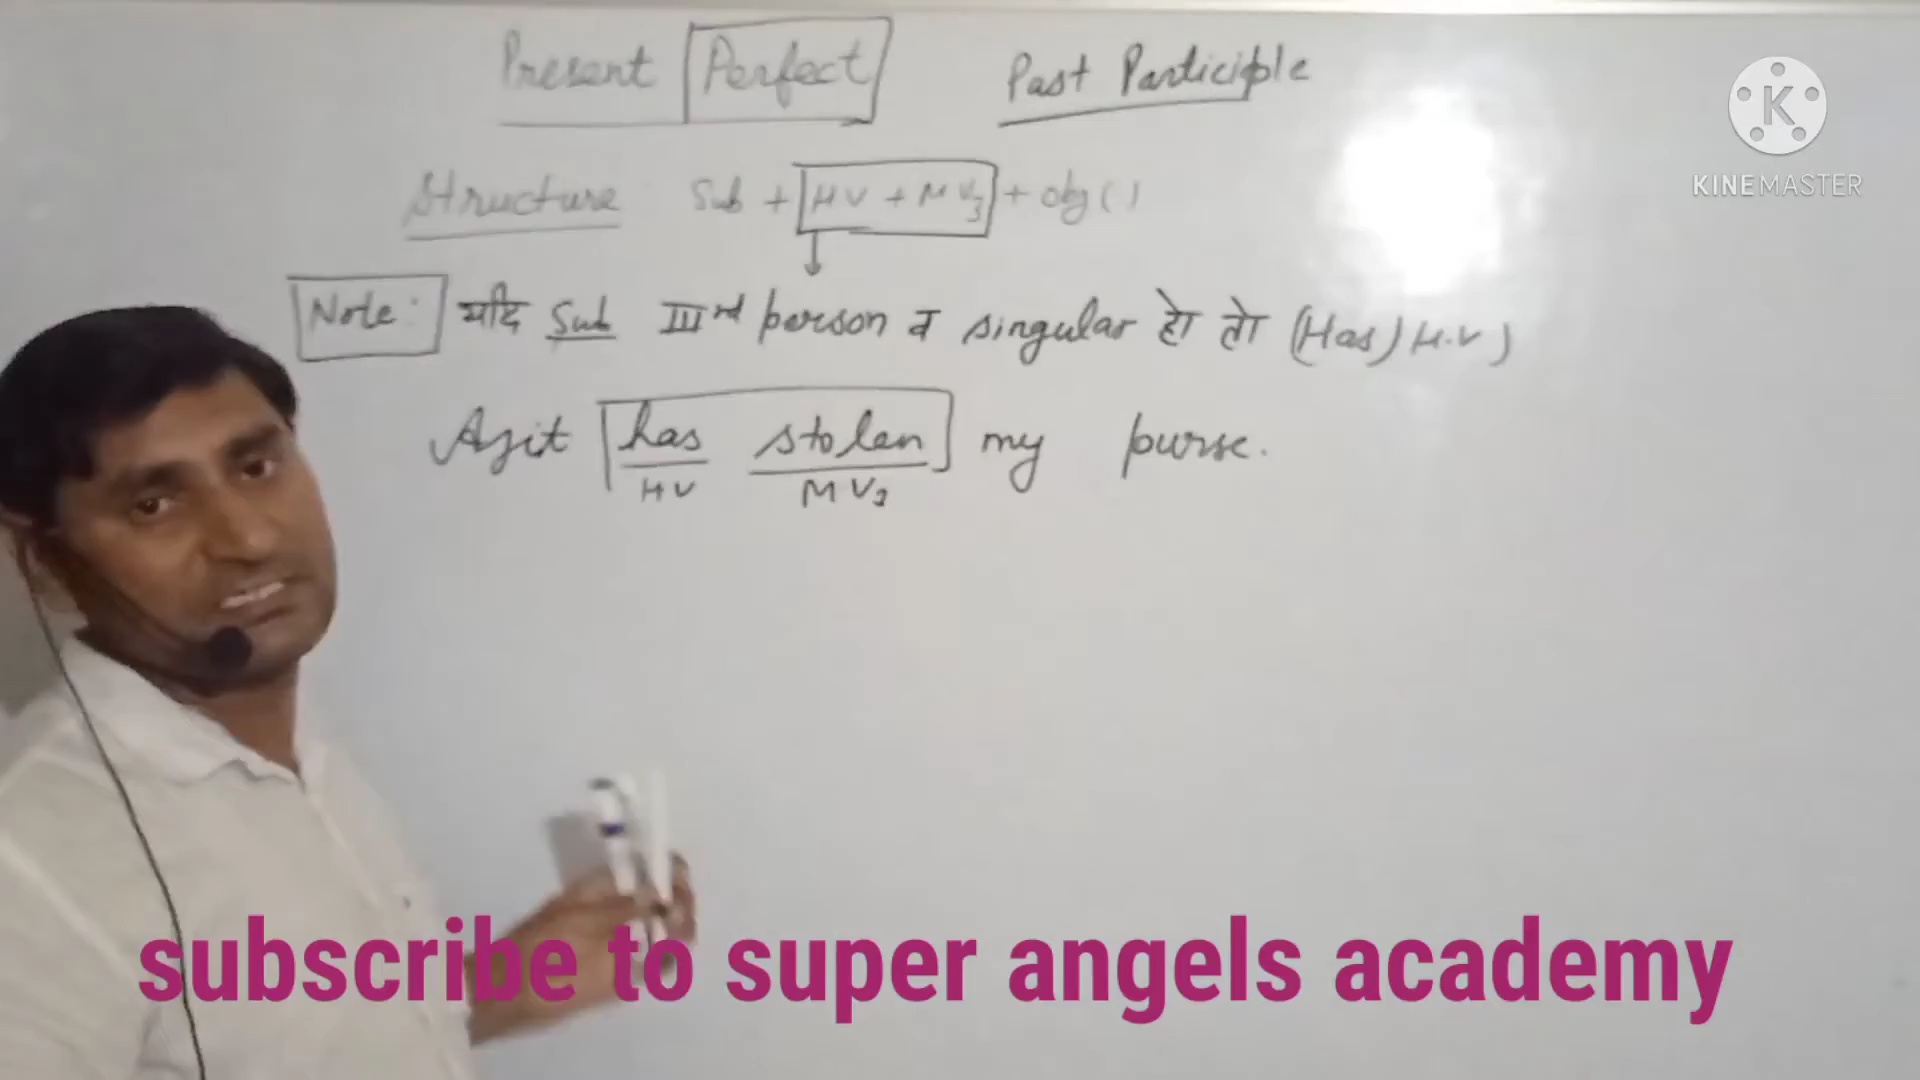 Present Perfect Past Participle
KINEMASTER
Structure Sub + HV + MV3 + obj ( )
Note: यदि Sub IIIrd person व singular हो तो (Has) H.V)
Ajit has stolen my purse.
HV MV3
subscribe to super angels academy